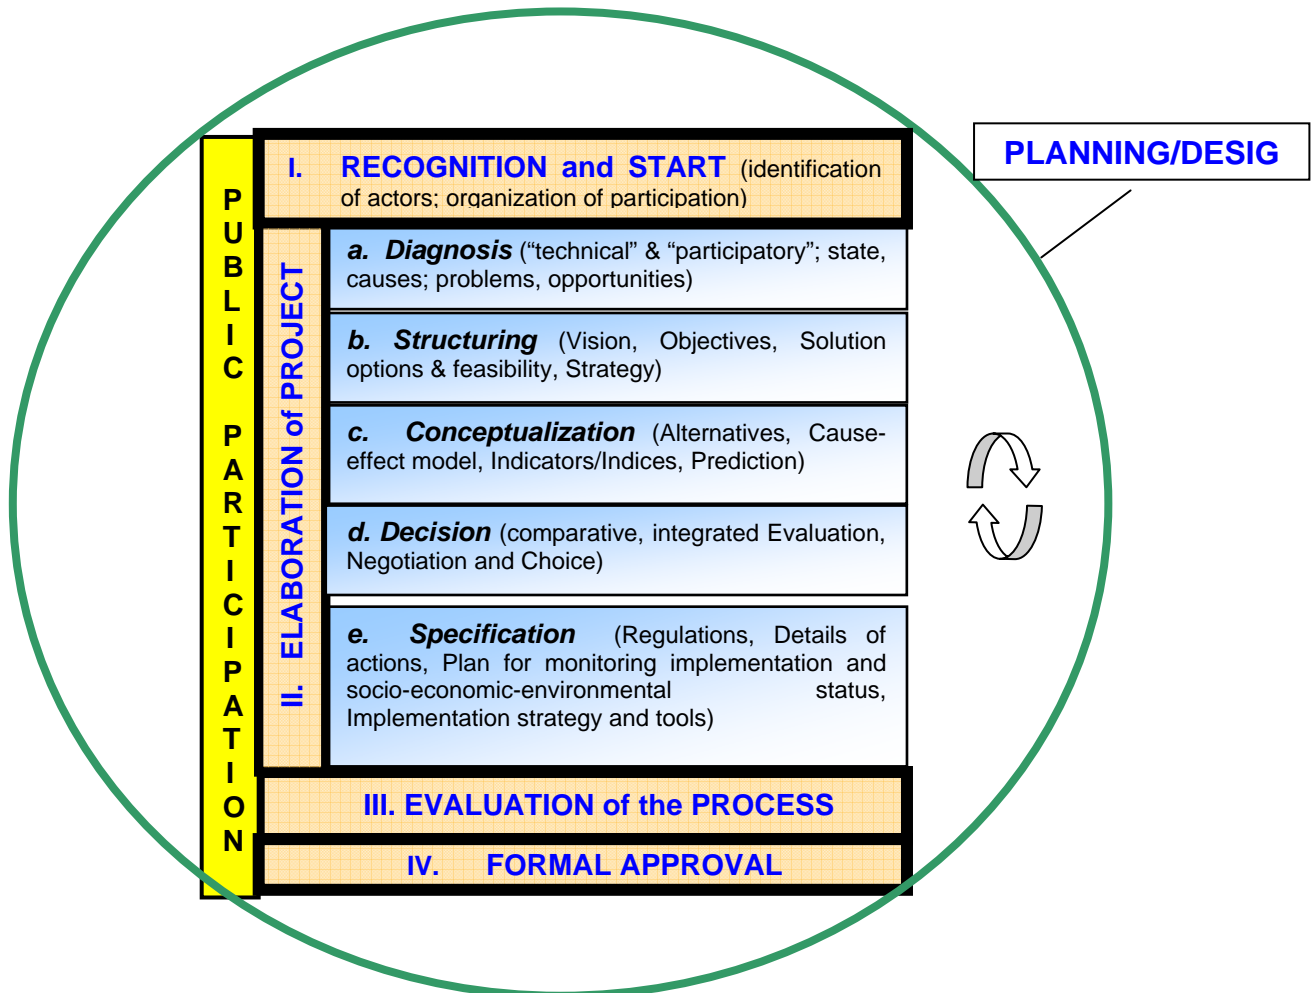 PLANNING/DESIG
I. RECOGNITION and START (identification
of actors; organization of participation)
PUBLIC PARTICIPATION
II. ELABORATION of PROJECT
a. Diagnosis (“technical” & “participatory”; state,
causes; problems, opportunities)
b. Structuring (Vision, Objectives, Solution
options & feasibility, Strategy)
c. Conceptualization (Alternatives, Cause-
effect model, Indicators/Indices, Prediction)
d. Decision (comparative, integrated Evaluation,
Negotiation and Choice)
e. Specification (Regulations, Details of
actions, Plan for monitoring implementation and
socio-economic-environmental status,
Implementation strategy and tools)
III. EVALUATION of the PROCESS
IV. FORMAL APPROVAL